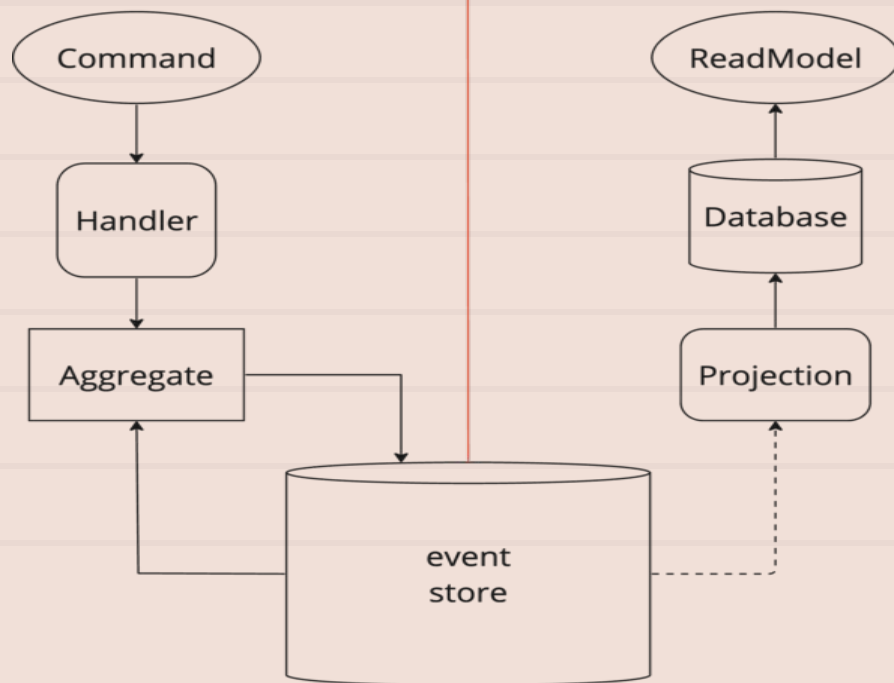 Command
ReadModel
Handler
Database
Aggregate
Projection
event
store